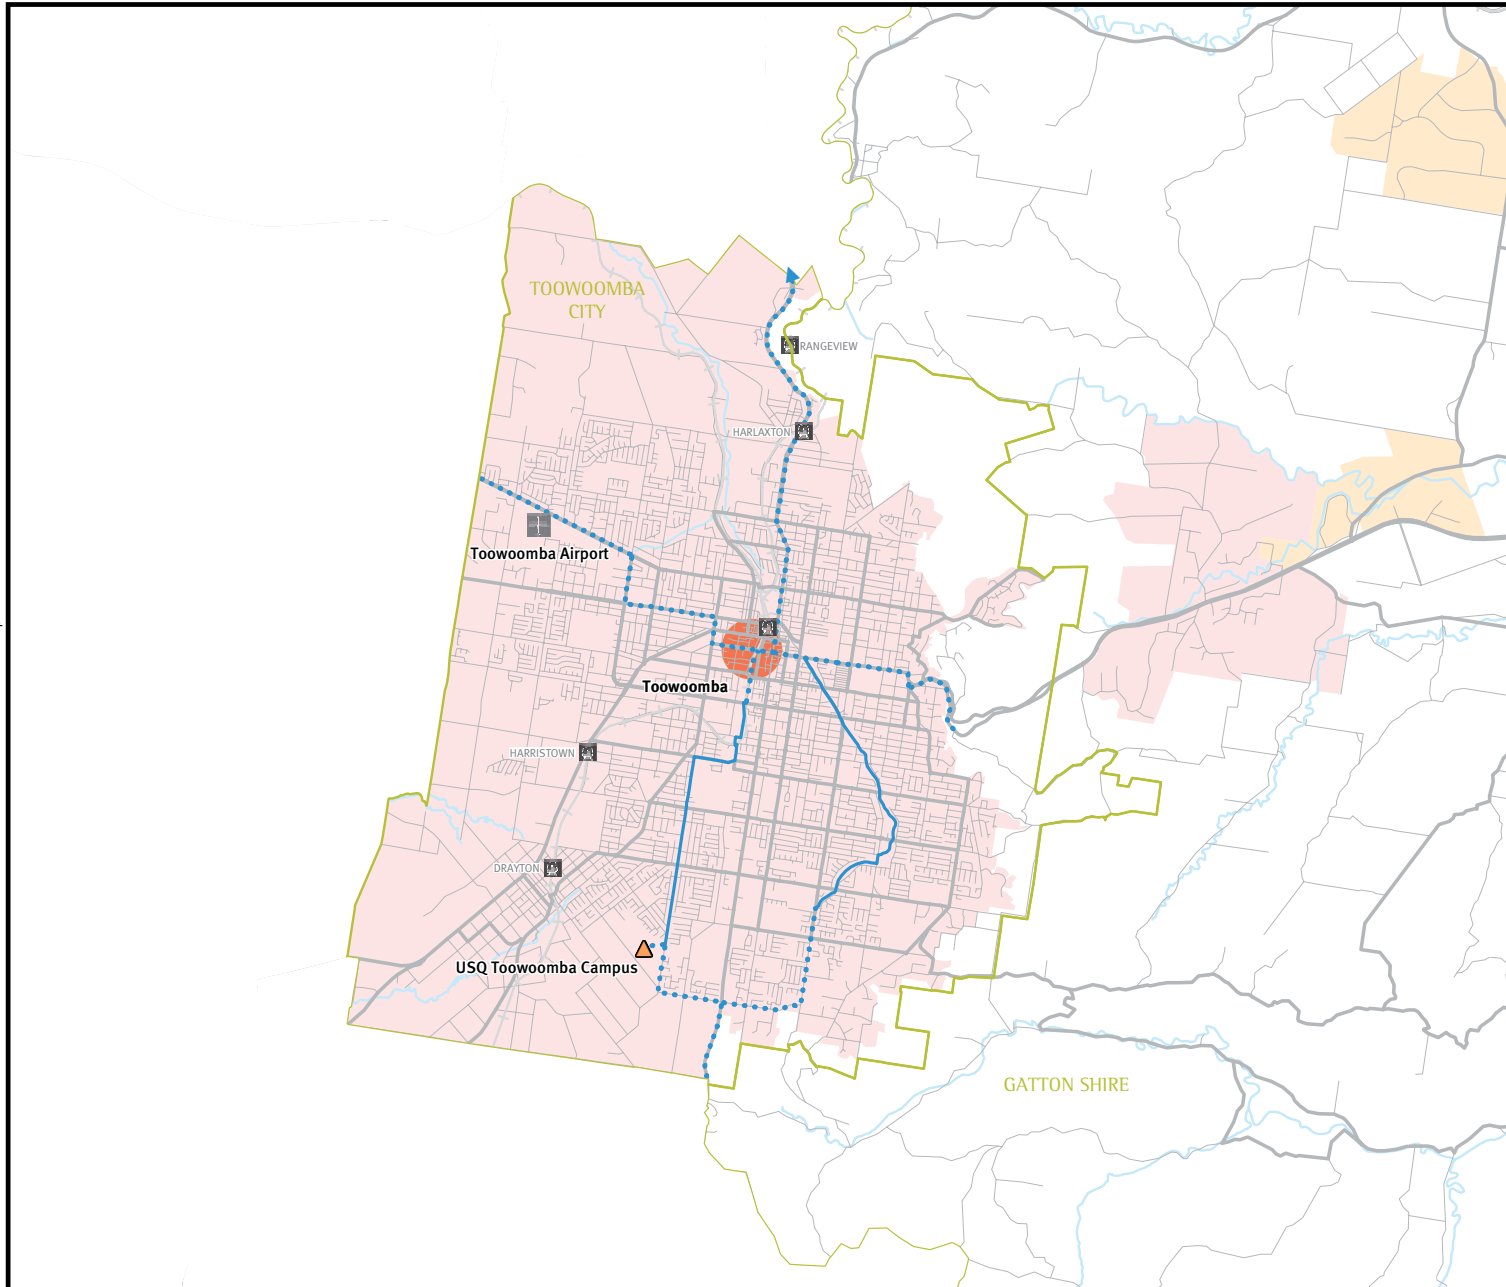 TOOWOOMBA
CITY
RANGEVIEW
HARLAXTON
Toowoomba Airport
Toowoomba
HARRISTOWN
DRAYTON
USQ Toowoomba Campus
GATTON SHIRE